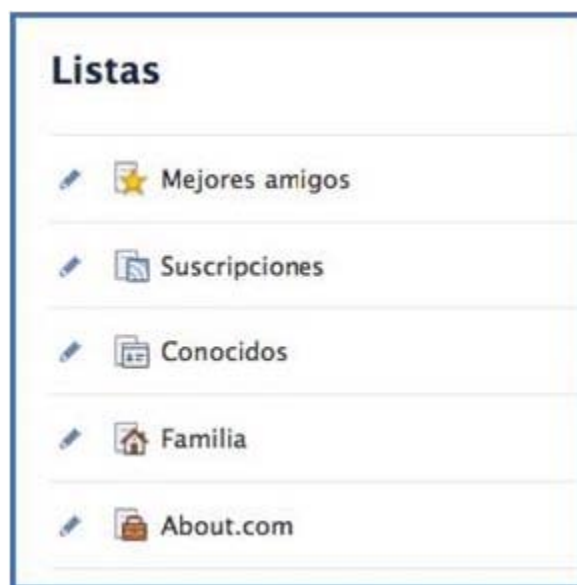 Listas
Mejores amigos
Suscripciones
Conocidos
Familia
About.com